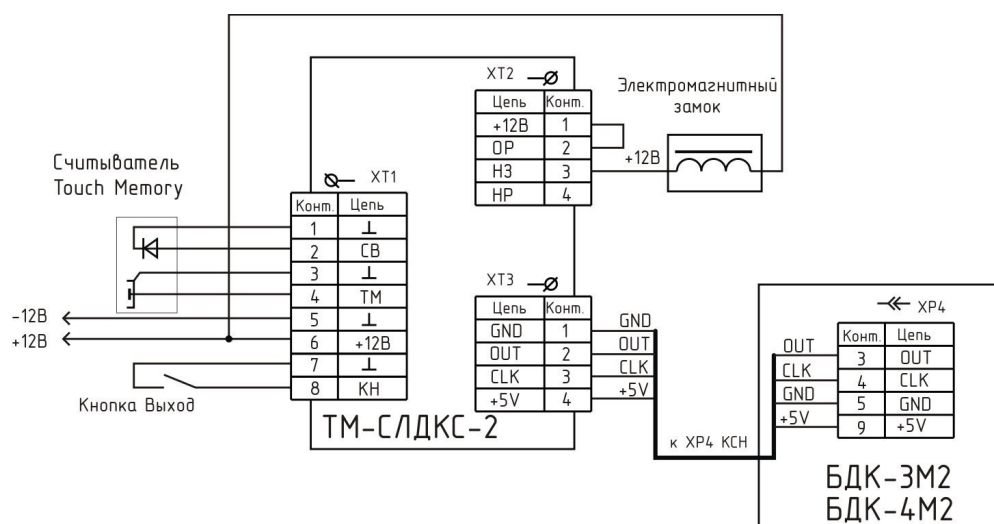 ХТ2
Электромагнитный
замок
Цепь Конт.
+12В 1
ОР 2
НЗ 3
НР 4
+12В
Считыватель
Touch Memory
ХТ1
Конт. Цепь
1 ⊥
2 СВ
3 ⊥
4 ТМ
5 ⊥
6 +12В
7 ⊥
8 КН
-12В
+12В
Кнопка Выход
ХТ3
Цепь Конт.
GND 1
OUT 2
CLK 3
+5V 4
GND
OUT
CLK
+5V
ТМ-СЛДКС-2
к ХР4 КСН
ХР4
Конт. Цепь
3 OUT
4 CLK
5 GND
9 +5V
OUT
CLK
GND
+5V
БДК-3М2
БДК-4М2